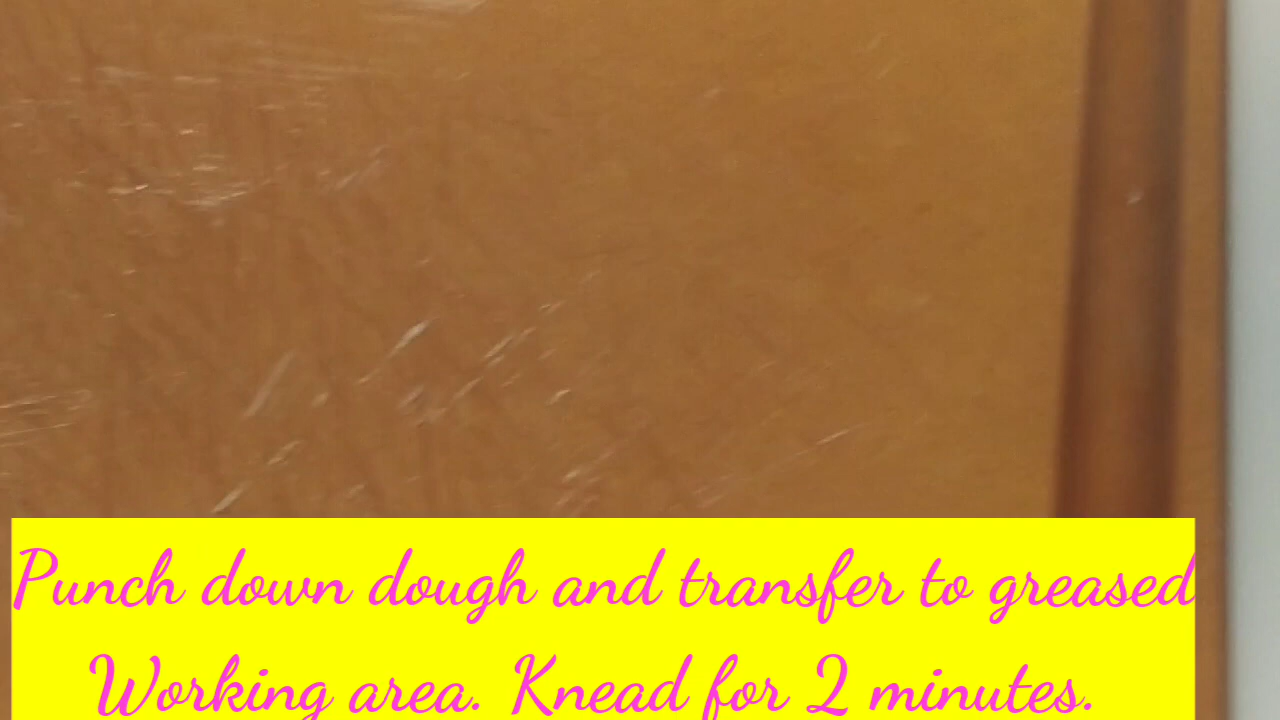 Punch down dough and transfer to greased
Working area. Knead for 2 minutes.